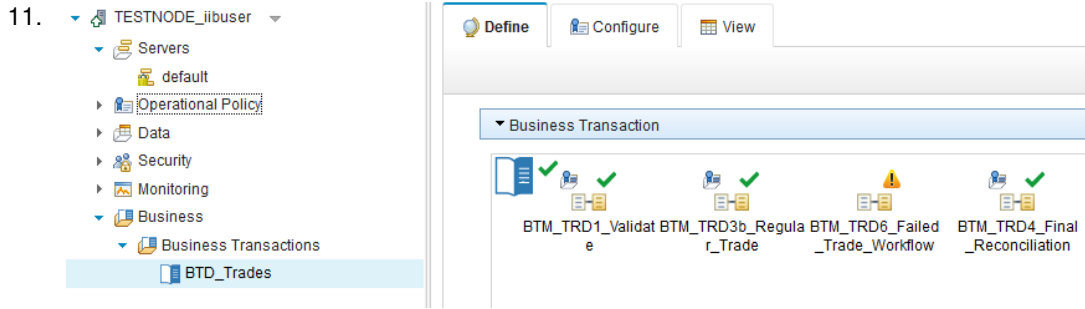 11.
TESTNODE_iibuser
Servers
default
Operational Policy
Data
Security
Monitoring
Business
Business Transactions
BTD_Trades
Define
Configure
View
Business Transaction
BTM_TRD1_Validat
e
BTM_TRD3b_Regula
r_Trade
BTM_TRD6_Failed
_Trade_Workflow
BTM_TRD4_Final
_Reconciliation